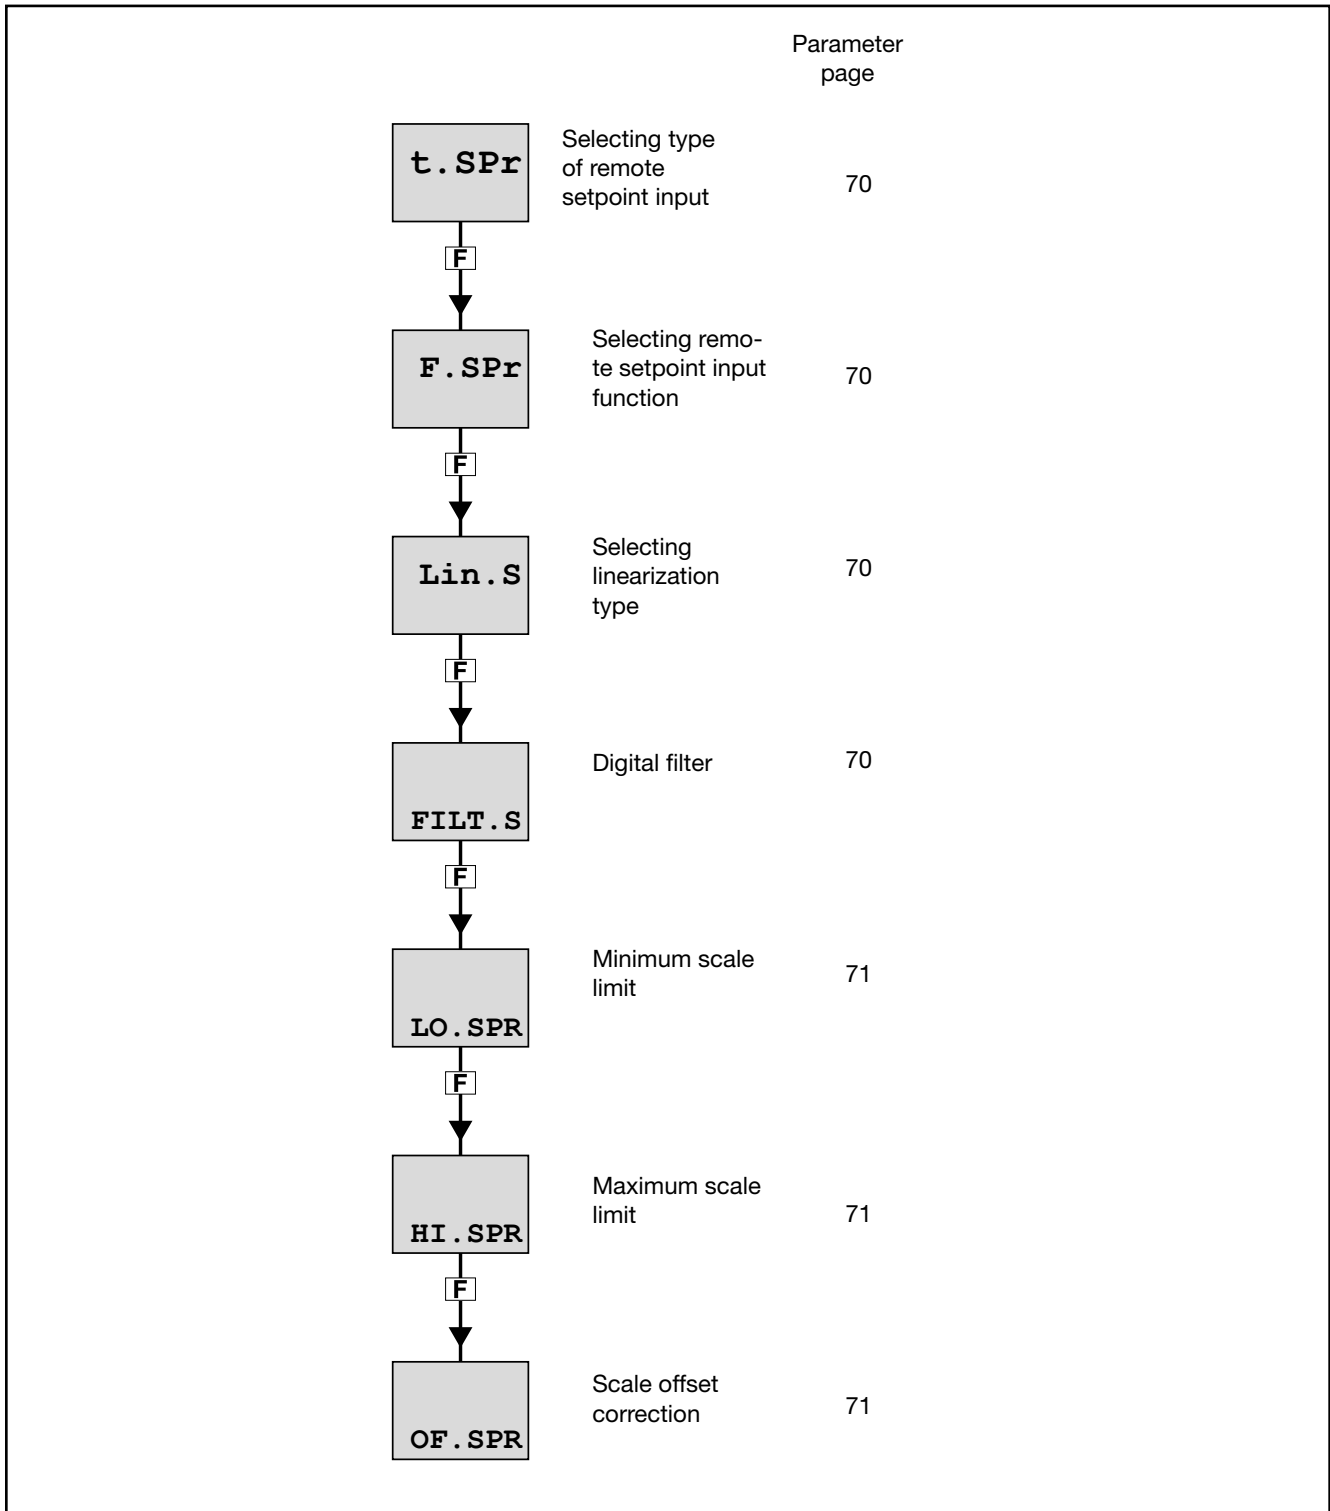 Parameter
page
t.SPr
Selecting type
of remote
setpoint input
70
F
F.SPr
Selecting remo-
te setpoint input
function
70
F
Lin.S
Selecting
linearization
type
70
F
FILT.S
Digital filter
70
F
LO.SPR
Minimum scale
limit
71
F
HI.SPR
Maximum scale
limit
71
F
OF.SPR
Scale offset
correction
71